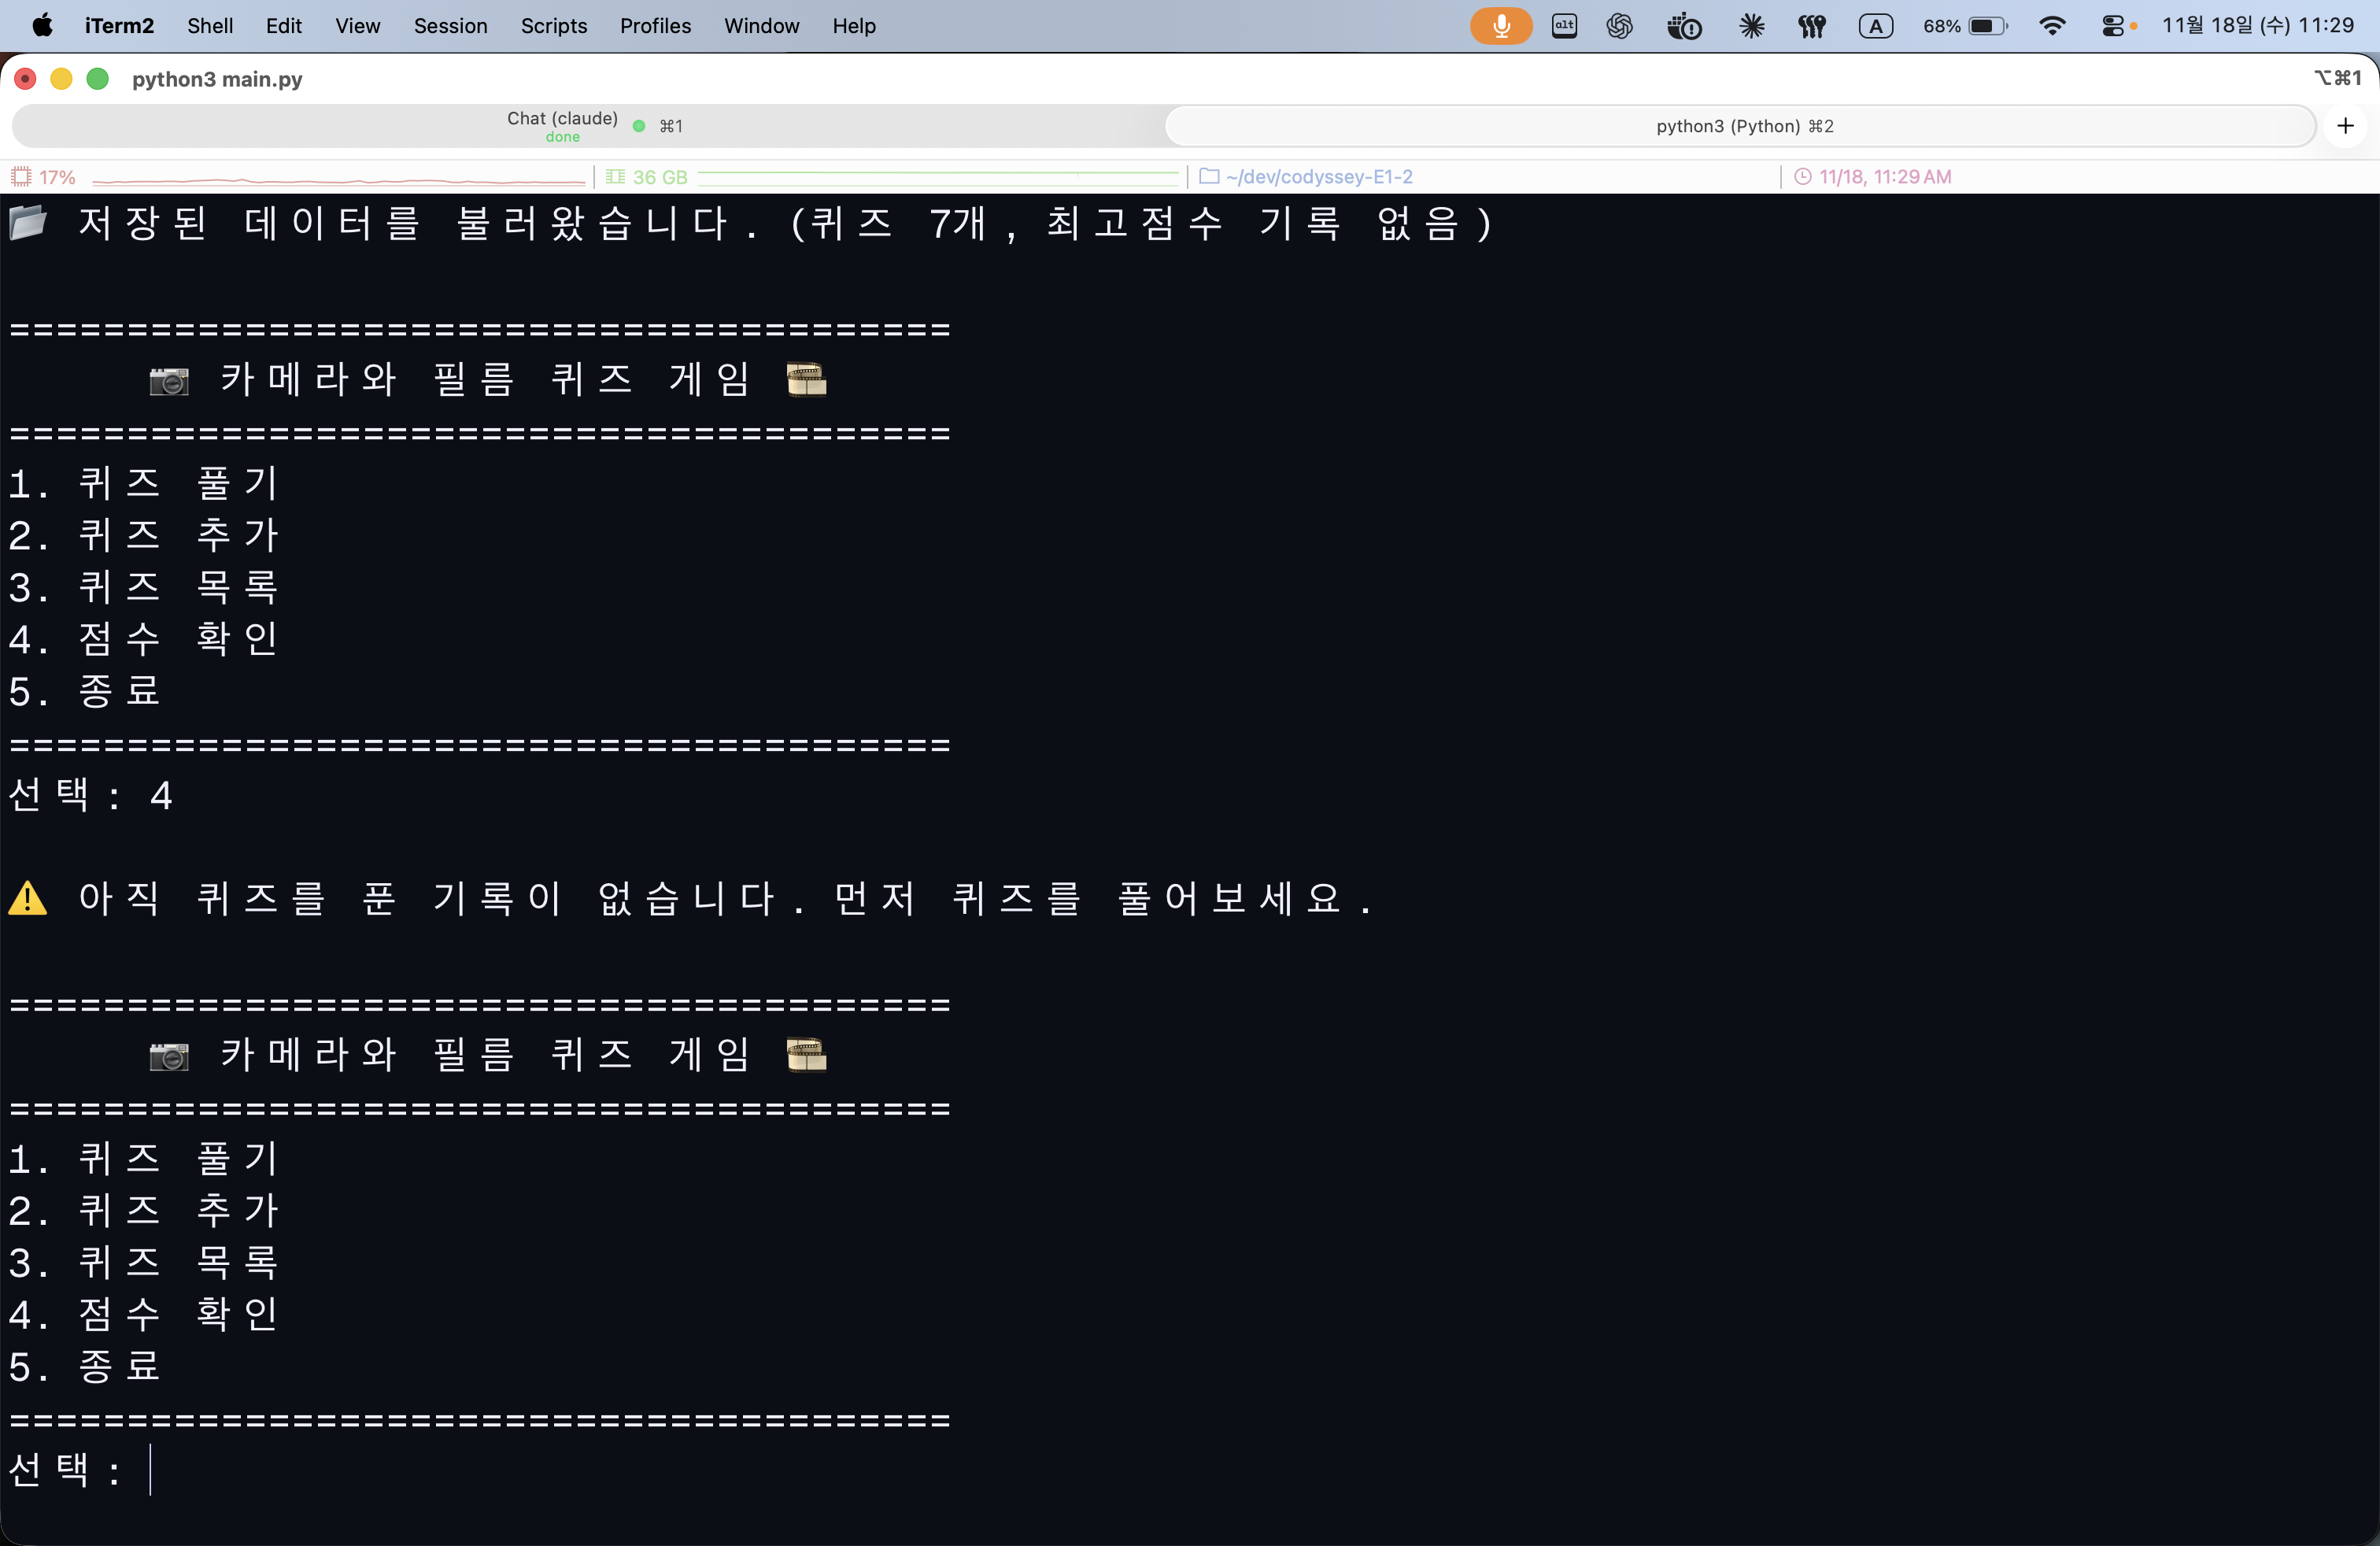 iTerm2 Shell Edit View Session Scripts Profiles Window Help alt A 68% 11월 18일 (수) 11:29
python3 main.py ⌥⌘1
Chat (claude) ⌘1 python3 (Python) ⌘2 +
done
17% 36 GB ~/dev/codyssey-E1-2 11/18, 11:29 AM
📂 저장된 데이터를 불러왔습니다. (퀴즈 7개, 최고점수 기록 없음)
========================================
📷 카메라와 필름 퀴즈 게임 🎞️
========================================
1. 퀴즈 풀기
2. 퀴즈 추가
3. 퀴즈 목록
4. 점수 확인
5. 종료
========================================
선택: 4
⚠️ 아직 퀴즈를 푼 기록이 없습니다. 먼저 퀴즈를 풀어보세요.
========================================
📷 카메라와 필름 퀴즈 게임 🎞️
========================================
1. 퀴즈 풀기
2. 퀴즈 추가
3. 퀴즈 목록
4. 점수 확인
5. 종료
========================================
선택: